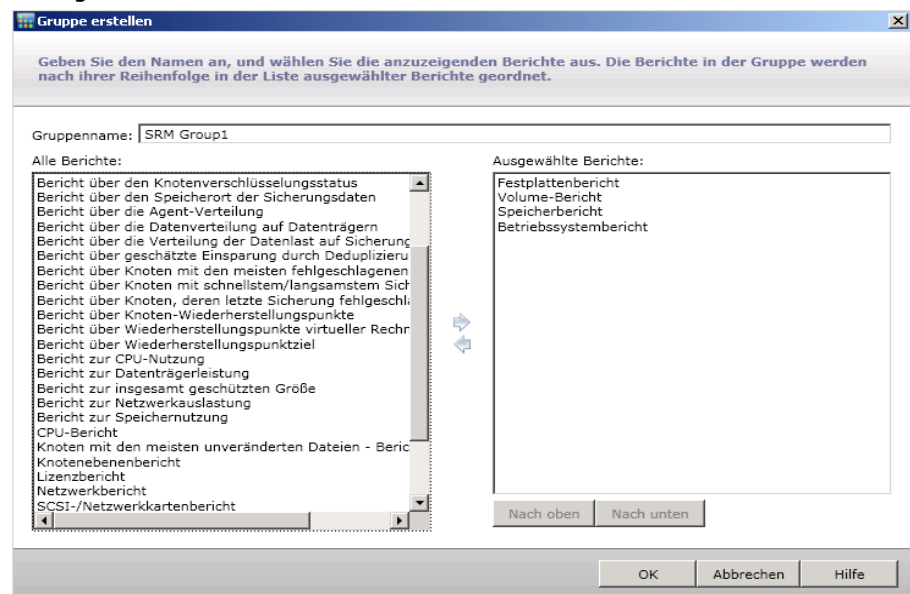 Gruppe erstellen
Geben Sie den Namen an, und wählen Sie die anzuzeigenden Berichte aus. Die Berichte in der Gruppe werden
nach ihrer Reihenfolge in der Liste ausgewählter Berichte geordnet.
Gruppenname: SRM Group1
Alle Berichte:
Bericht über den Knotenverschlüsselungsstatus
Bericht über den Speicherort der Sicherungsdaten
Bericht über die Agent-Verteilung
Bericht über die Datenverteilung auf Datenträgern
Bericht über die Verteilung der Datenlast auf Sicherung
Bericht über geschätzte Einsparung durch Deduplizieru
Bericht über Knoten mit den meisten fehlgeschlagenen
Bericht über Knoten mit schnellstem/langsamstem Sich
Bericht über Knoten, deren letzte Sicherung fehlgeschla
Bericht über Knoten-Wiederherstellungspunkte
Bericht über Wiederherstellungspunkte virtueller Rechn
Bericht über Wiederherstellungspunktziel
Bericht zur CPU-Nutzung
Bericht zur Datenträgerleistung
Bericht zur insgesamt geschützten Größe
Bericht zur Netzwerkauslastung
Bericht zur Speichernutzung
CPU-Bericht
Knoten mit den meisten unveränderten Dateien - Beric
Knotenebenenbericht
Lizenzbericht
Netzwerkbericht
SCSI-/Netzwerkkartenbericht
Ausgewählte Berichte:
Festplattenbericht
Volume-Bericht
Speicherbericht
Betriebssystembericht
Nach oben
Nach unten
OK
Abbrechen
Hilfe